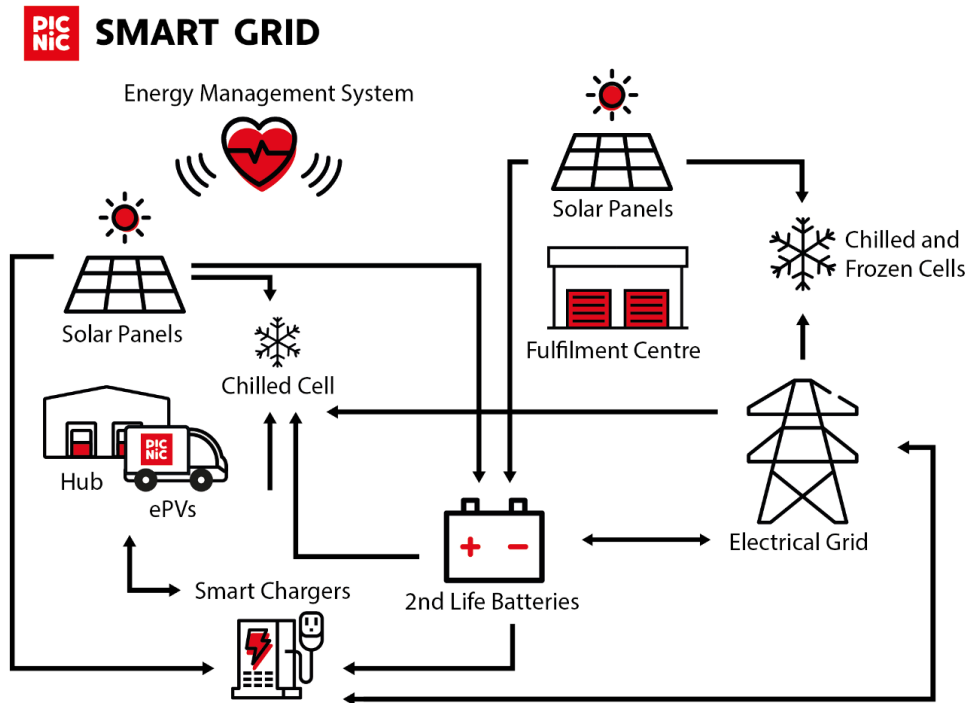 PIC
NiC
SMART GRID
Energy Management System
Solar Panels
Chilled and
Frozen Cells
Solar Panels
Fulfilment Centre
Chilled Cell
PIC
NiC
Hub
ePVs
Electrical Grid
Smart Chargers
2nd Life Batteries